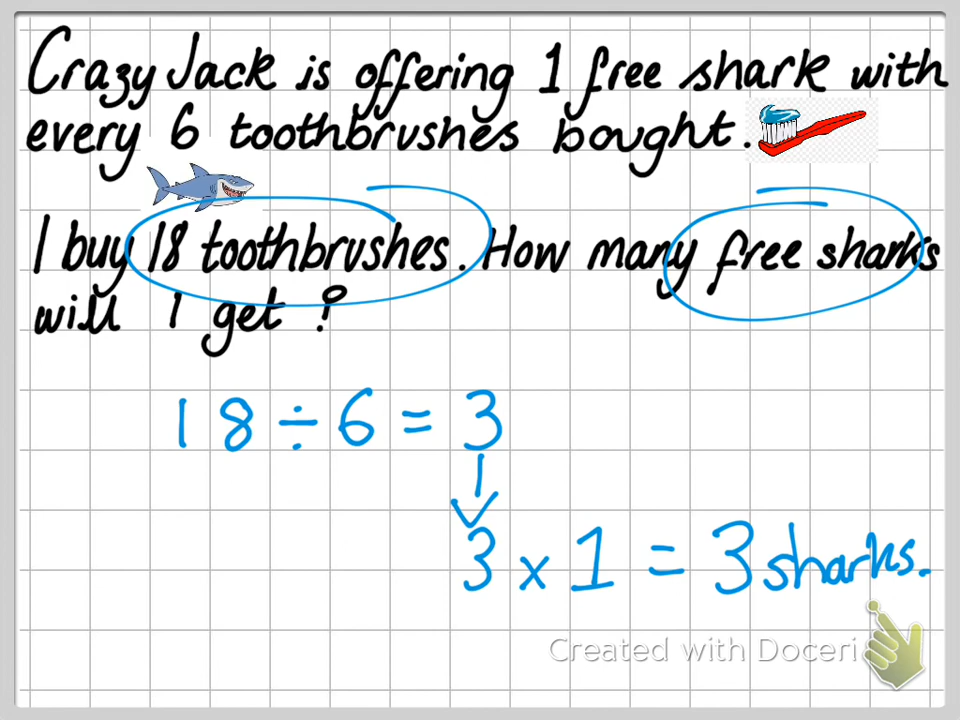 Crazy Jack is offering 1 free shark with
every 6 toothbrushes bought.
I buy 18 toothbrushes. How many free sharks
will I get ?
18 ÷ 6 = 3
3 x 1 = 3 sharks.
Created with Doceri